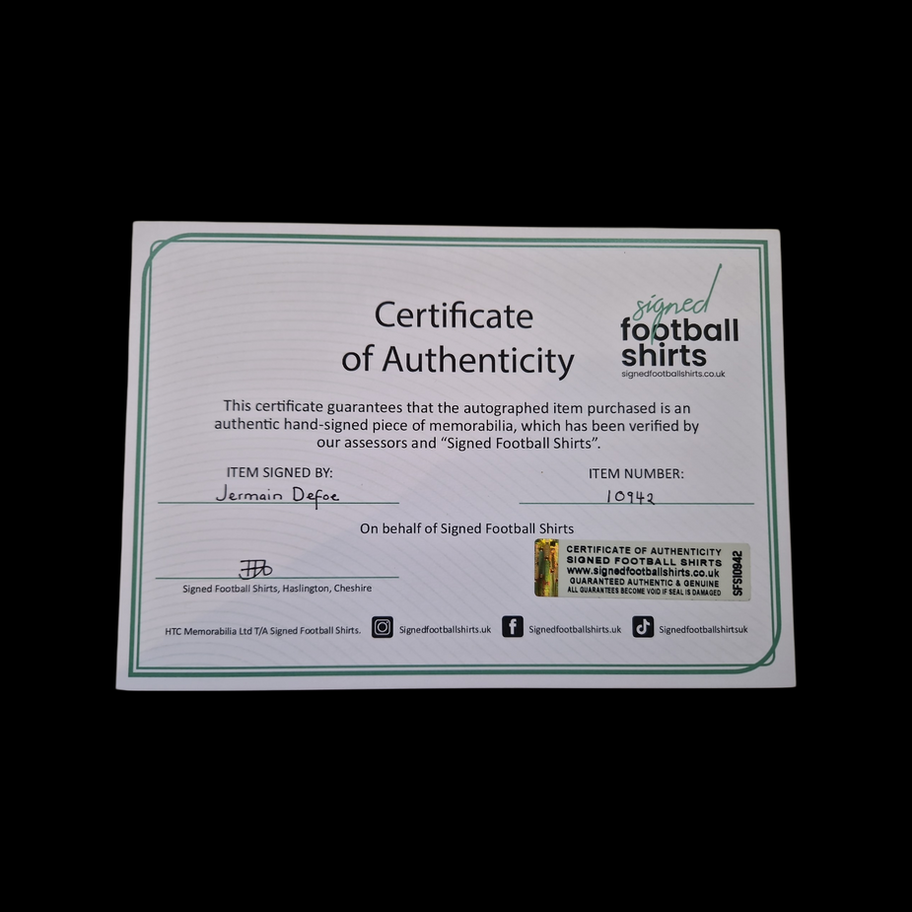 Certificate
of Authenticity
signed
football
shirts
signedfootballshirts.co.uk
This certificate guarantees that the autographed item purchased is an
authentic hand-signed piece of memorabilia, which has been verified by
our assessors and “Signed Football Shirts”.
ITEM SIGNED BY:
Jermain Defoe
ITEM NUMBER:
10942
On behalf of Signed Football Shirts
Signed Football Shirts, Haslington, Cheshire
CERTIFICATE OF AUTHENTICITY
SIGNED FOOTBALL SHIRTS
www.signedfootballshirts.co.uk
GUARANTEED AUTHENTIC & GENUINE
ALL GUARANTEES BECOME VOID IF SEAL IS DAMAGED
SFS10942
HTC Memorabilia Ltd T/A Signed Football Shirts.
Signedfootballshirts.uk
Signedfootballshirts.uk
Signedfootballshirtsuk